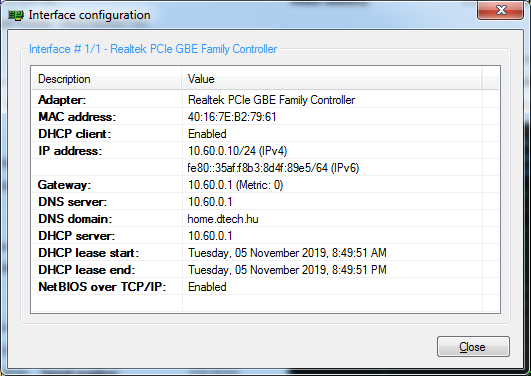 Interface configuration
Interface # 1/1 - Realtek PCIe GBE Family Controller
Description Value
Adapter: Realtek PCIe GBE Family Controller
MAC address: 40:16:7E:B2:79:61
DHCP client: Enabled
IP address: 10.60.0.10/24 (IPv4)
fe80::35af:f8b3:8d4f:89e5/64 (IPv6)
Gateway: 10.60.0.1 (Metric: 0)
DNS server: 10.60.0.1
DNS domain: home.dtech.hu
DHCP server: 10.60.0.1
DHCP lease start: Tuesday, 05 November 2019, 8:49:51 AM
DHCP lease end: Tuesday, 05 November 2019, 8:49:51 PM
NetBIOS over TCP/IP: Enabled
Close